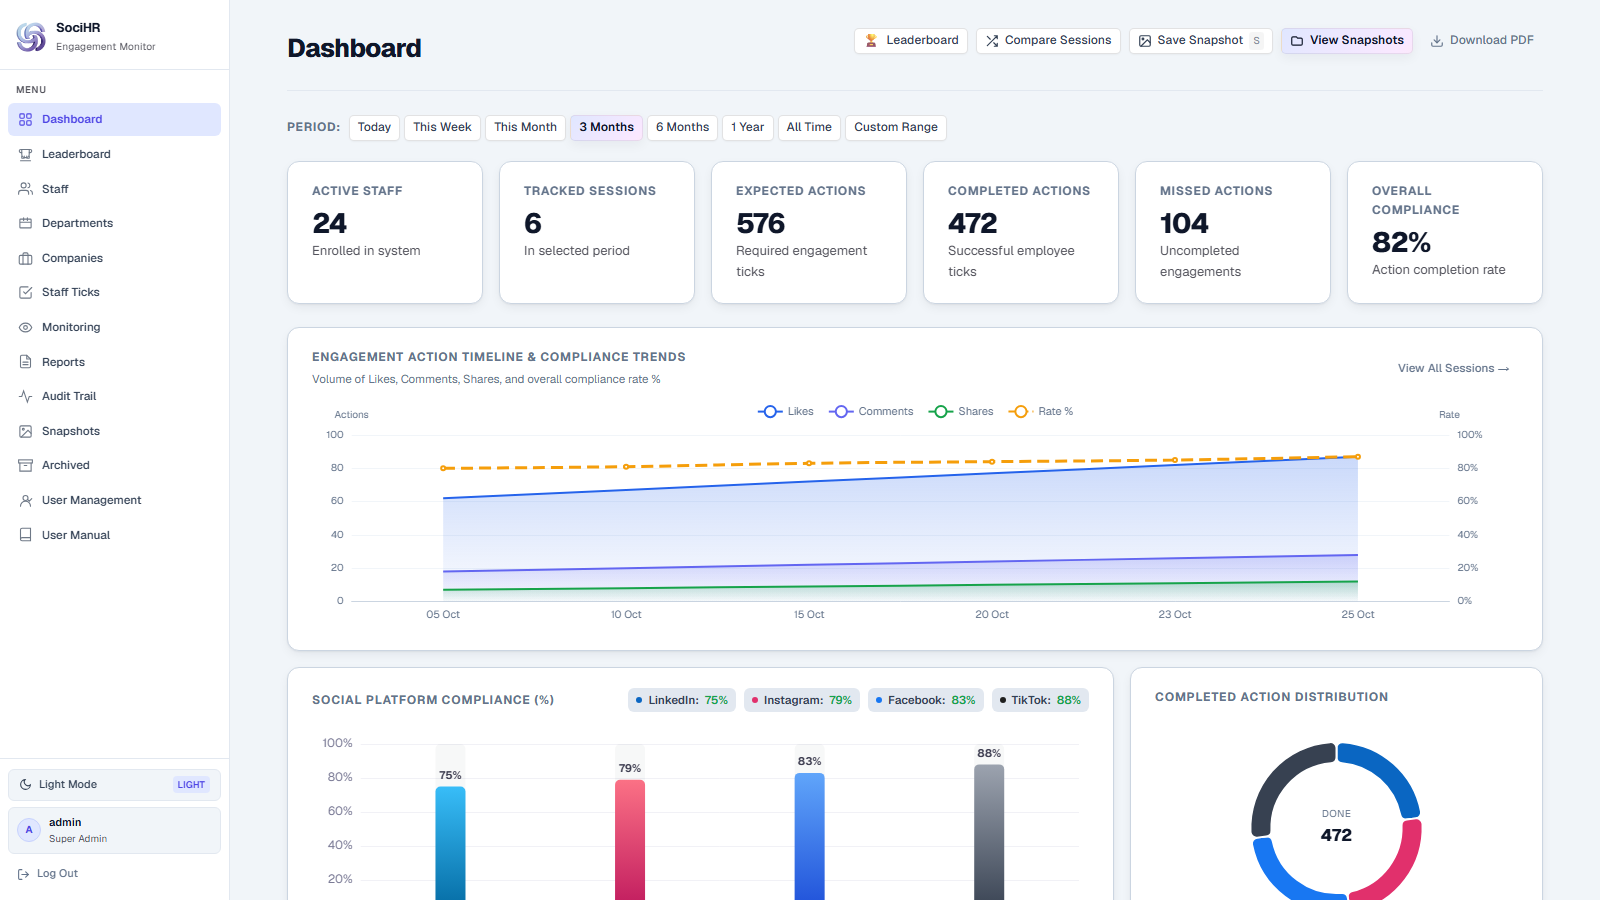 SociHR
Engagement Monitor
MENU
Dashboard
Leaderboard
Staff
Departments
Companies
Staff Ticks
Monitoring
Reports
Audit Trail
Snapshots
Archived
User Management
User Manual
Light Mode LIGHT
A
admin
Super Admin
Log Out
Dashboard
Leaderboard
Compare Sessions
Save Snapshot S
View Snapshots
Download PDF
PERIOD: Today This Week This Month 3 Months 6 Months 1 Year All Time Custom Range
ACTIVE STAFF
24
Enrolled in system
TRACKED SESSIONS
6
In selected period
EXPECTED ACTIONS
576
Required engagement
ticks
COMPLETED ACTIONS
472
Successful employee
ticks
MISSED ACTIONS
104
Uncompleted
engagements
OVERALL
COMPLIANCE
82%
Action completion rate
ENGAGEMENT ACTION TIMELINE & COMPLIANCE TRENDS
Volume of Likes, Comments, Shares, and overall compliance rate %
View All Sessions →
Actions
Likes Comments Shares Rate %
Rate
100 100%
80 80%
60 60%
40 40%
20 20%
0 0%
05 Oct 10 Oct 15 Oct 20 Oct 23 Oct 25 Oct
SOCIAL PLATFORM COMPLIANCE (%)
LinkedIn: 75% Instagram: 79% Facebook: 83% TikTok: 88%
100%
80%
60%
40%
20%
75%
79%
83%
88%
COMPLETED ACTION DISTRIBUTION
DONE
472